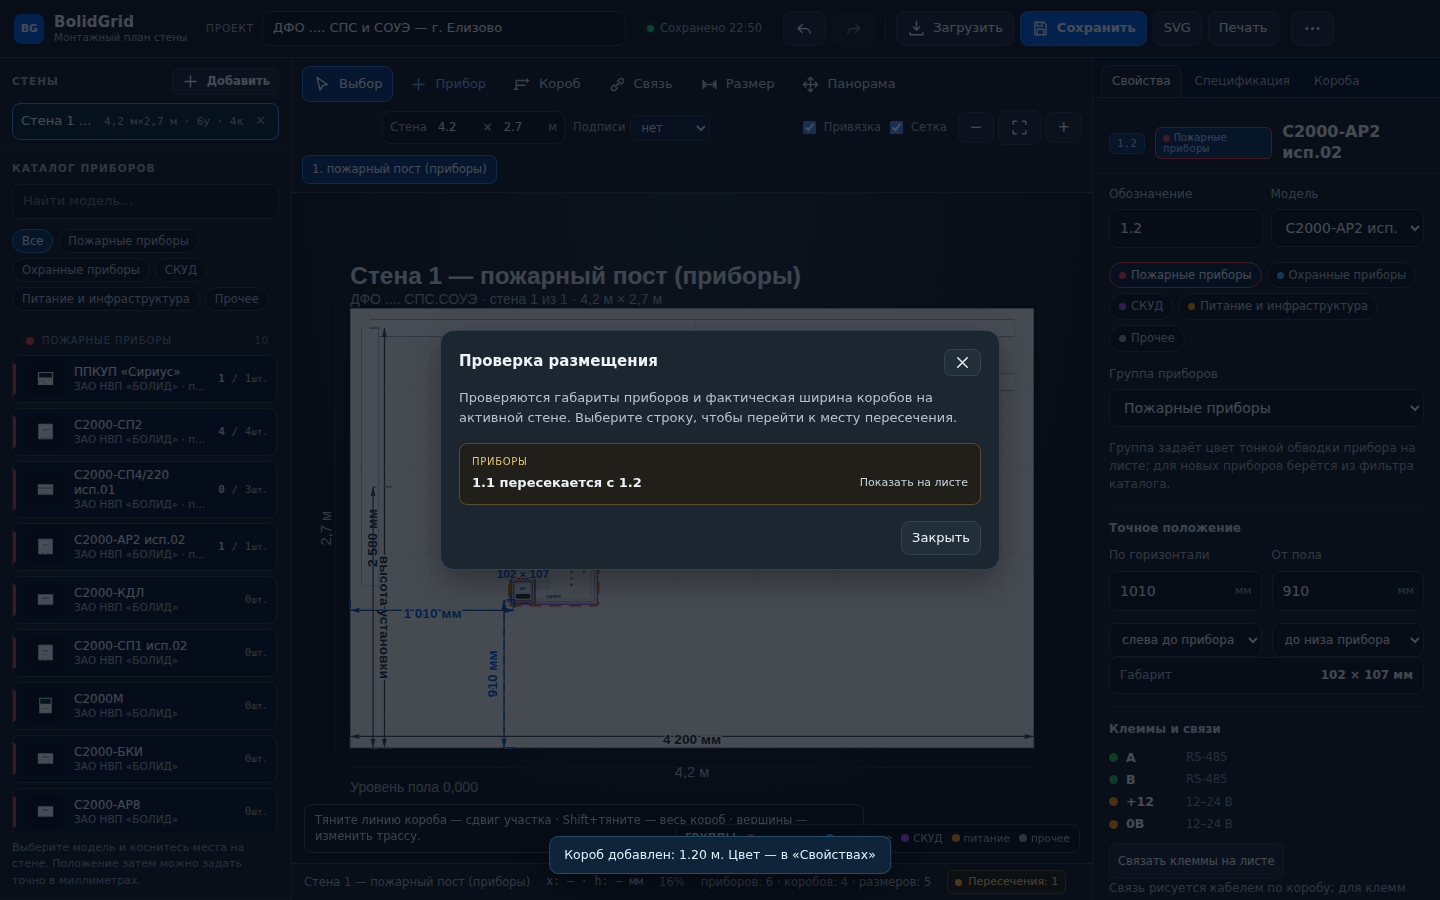 BG
BolidGrid
Монтажный план стены
ПРОЕКТ
ДФО .... СПС и СОУЭ — г. Елизово
Сохранено 22:50
Загрузить
Сохранить
SVG
Печать
СТЕНЫ
Добавить
Стена 1 ...
4,2 м×2,7 м · 6у · 4к
×
КАТАЛОГ ПРИБОРОВ
Найти модель...
Все
Пожарные приборы
Охранные приборы
СКУД
Питание и инфраструктура
Прочее
ПОЖАРНЫЕ ПРИБОРЫ
10
ППКУП «Сириус»
ЗАО НВП «БОЛИД» · п...
1 / 1шт.
С2000-СП2
ЗАО НВП «БОЛИД» · п...
4 / 4шт.
С2000-СП4/220
исп.01
ЗАО НВП «БОЛИД» · п...
0 / 3шт.
С2000-АР2 исп.02
ЗАО НВП «БОЛИД» · п...
1 / 1шт.
С2000-КДЛ
ЗАО НВП «БОЛИД»
0шт.
С2000-СП1 исп.02
ЗАО НВП «БОЛИД»
0шт.
С2000М
ЗАО НВП «БОЛИД»
0шт.
С2000-БКИ
ЗАО НВП «БОЛИД»
0шт.
С2000-АР8
ЗАО НВП «БОЛИД»
0шт.
Выберите модель и коснитесь места на
стене. Положение затем можно задать
точно в миллиметрах.
Выбор
Прибор
Короб
Связь
Размер
Панорама
Стена
4.2
×
2.7
м
Подписи
нет
Привязка
Сетка
1. пожарный пост (приборы)
Стена 1 — пожарный пост (приборы)
ДФО .... СПС.СОУЭ · стена 1 из 1 · 4,2 м × 2,7 м
Проверка размещения
Проверяются габариты приборов и фактическая ширина коробов на
активной стене. Выберите строку, чтобы перейти к месту пересечения.
ПРИБОРЫ
1.1 пересекается с 1.2
Показать на листе
Закрыть
2,7 м
2 580 мм
высота установки
102 × 107
1 010 мм
910 мм
4 200 мм
4,2 м
Уровень пола 0,000
Тяните линию короба — сдвиг участка · Shift+тяните — весь короб · вершины —
изменить трассу.
СКУД
питание
прочее
Короб добавлен: 1.20 м. Цвет — в «Свойствах»
Стена 1 — пожарный пост (приборы)
x: — · h: — мм
16%
приборов: 6 · коробов: 4 · размеров: 5
Пересечения: 1
Свойства
Спецификация
Короба
1.2
Пожарные
приборы
С2000-АР2
исп.02
Обозначение
Модель
1.2
С2000-АР2 исп.
Пожарные приборы
Охранные приборы
СКУД
Питание и инфраструктура
Прочее
Группа приборов
Пожарные приборы
Группа задаёт цвет тонкой обводки прибора на
листе; для новых приборов берётся из фильтра
каталога.
Точное положение
По горизонтали
От пола
1010
мм
910
мм
слева до прибора
до низа прибора
Габарит
102 × 107 мм
Клеммы и связи
A
RS-485
B
RS-485
+12
12–24 В
0В
12–24 В
Связать клеммы на листе
Связь рисуется кабелем по коробу; для клемм